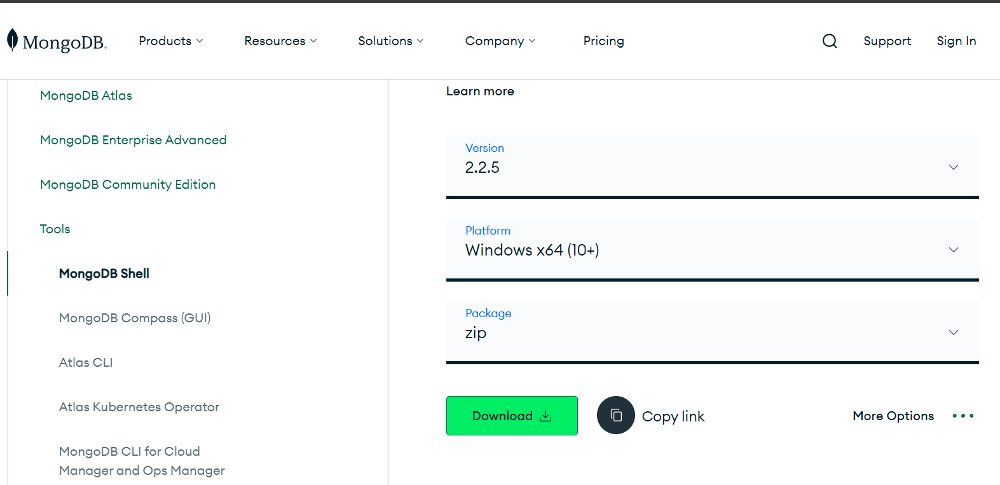 MongoDB.
Products
Resources
Solutions
Company
Pricing
Support
Sign In
MongoDB Atlas
MongoDB Enterprise Advanced
MongoDB Community Edition
Tools
MongoDB Shell
MongoDB Compass (GUI)
Atlas CLI
Atlas Kubernetes Operator
MongoDB CLI for Cloud
Manager and Ops Manager
Learn more
Version
2.2.5
Platform
Windows x64 (10+)
Package
zip
Download
Copy link
More Options